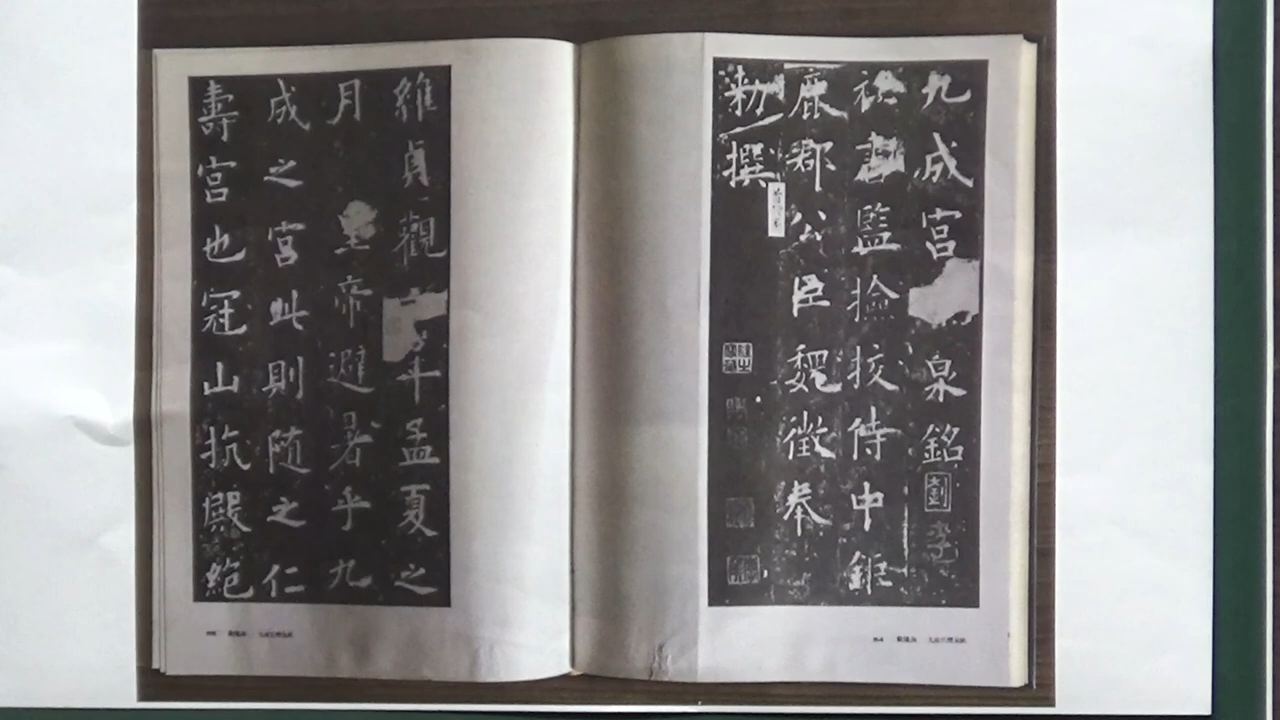 九成宮
泉銘
祕書監撿挍侍中鉅
鹿郡公臣魏徵奉
勅撰
維貞觀
年孟夏之
月
皇帝避暑乎九
成之宮此則隨之仁
壽宮也冠山抗殿絶